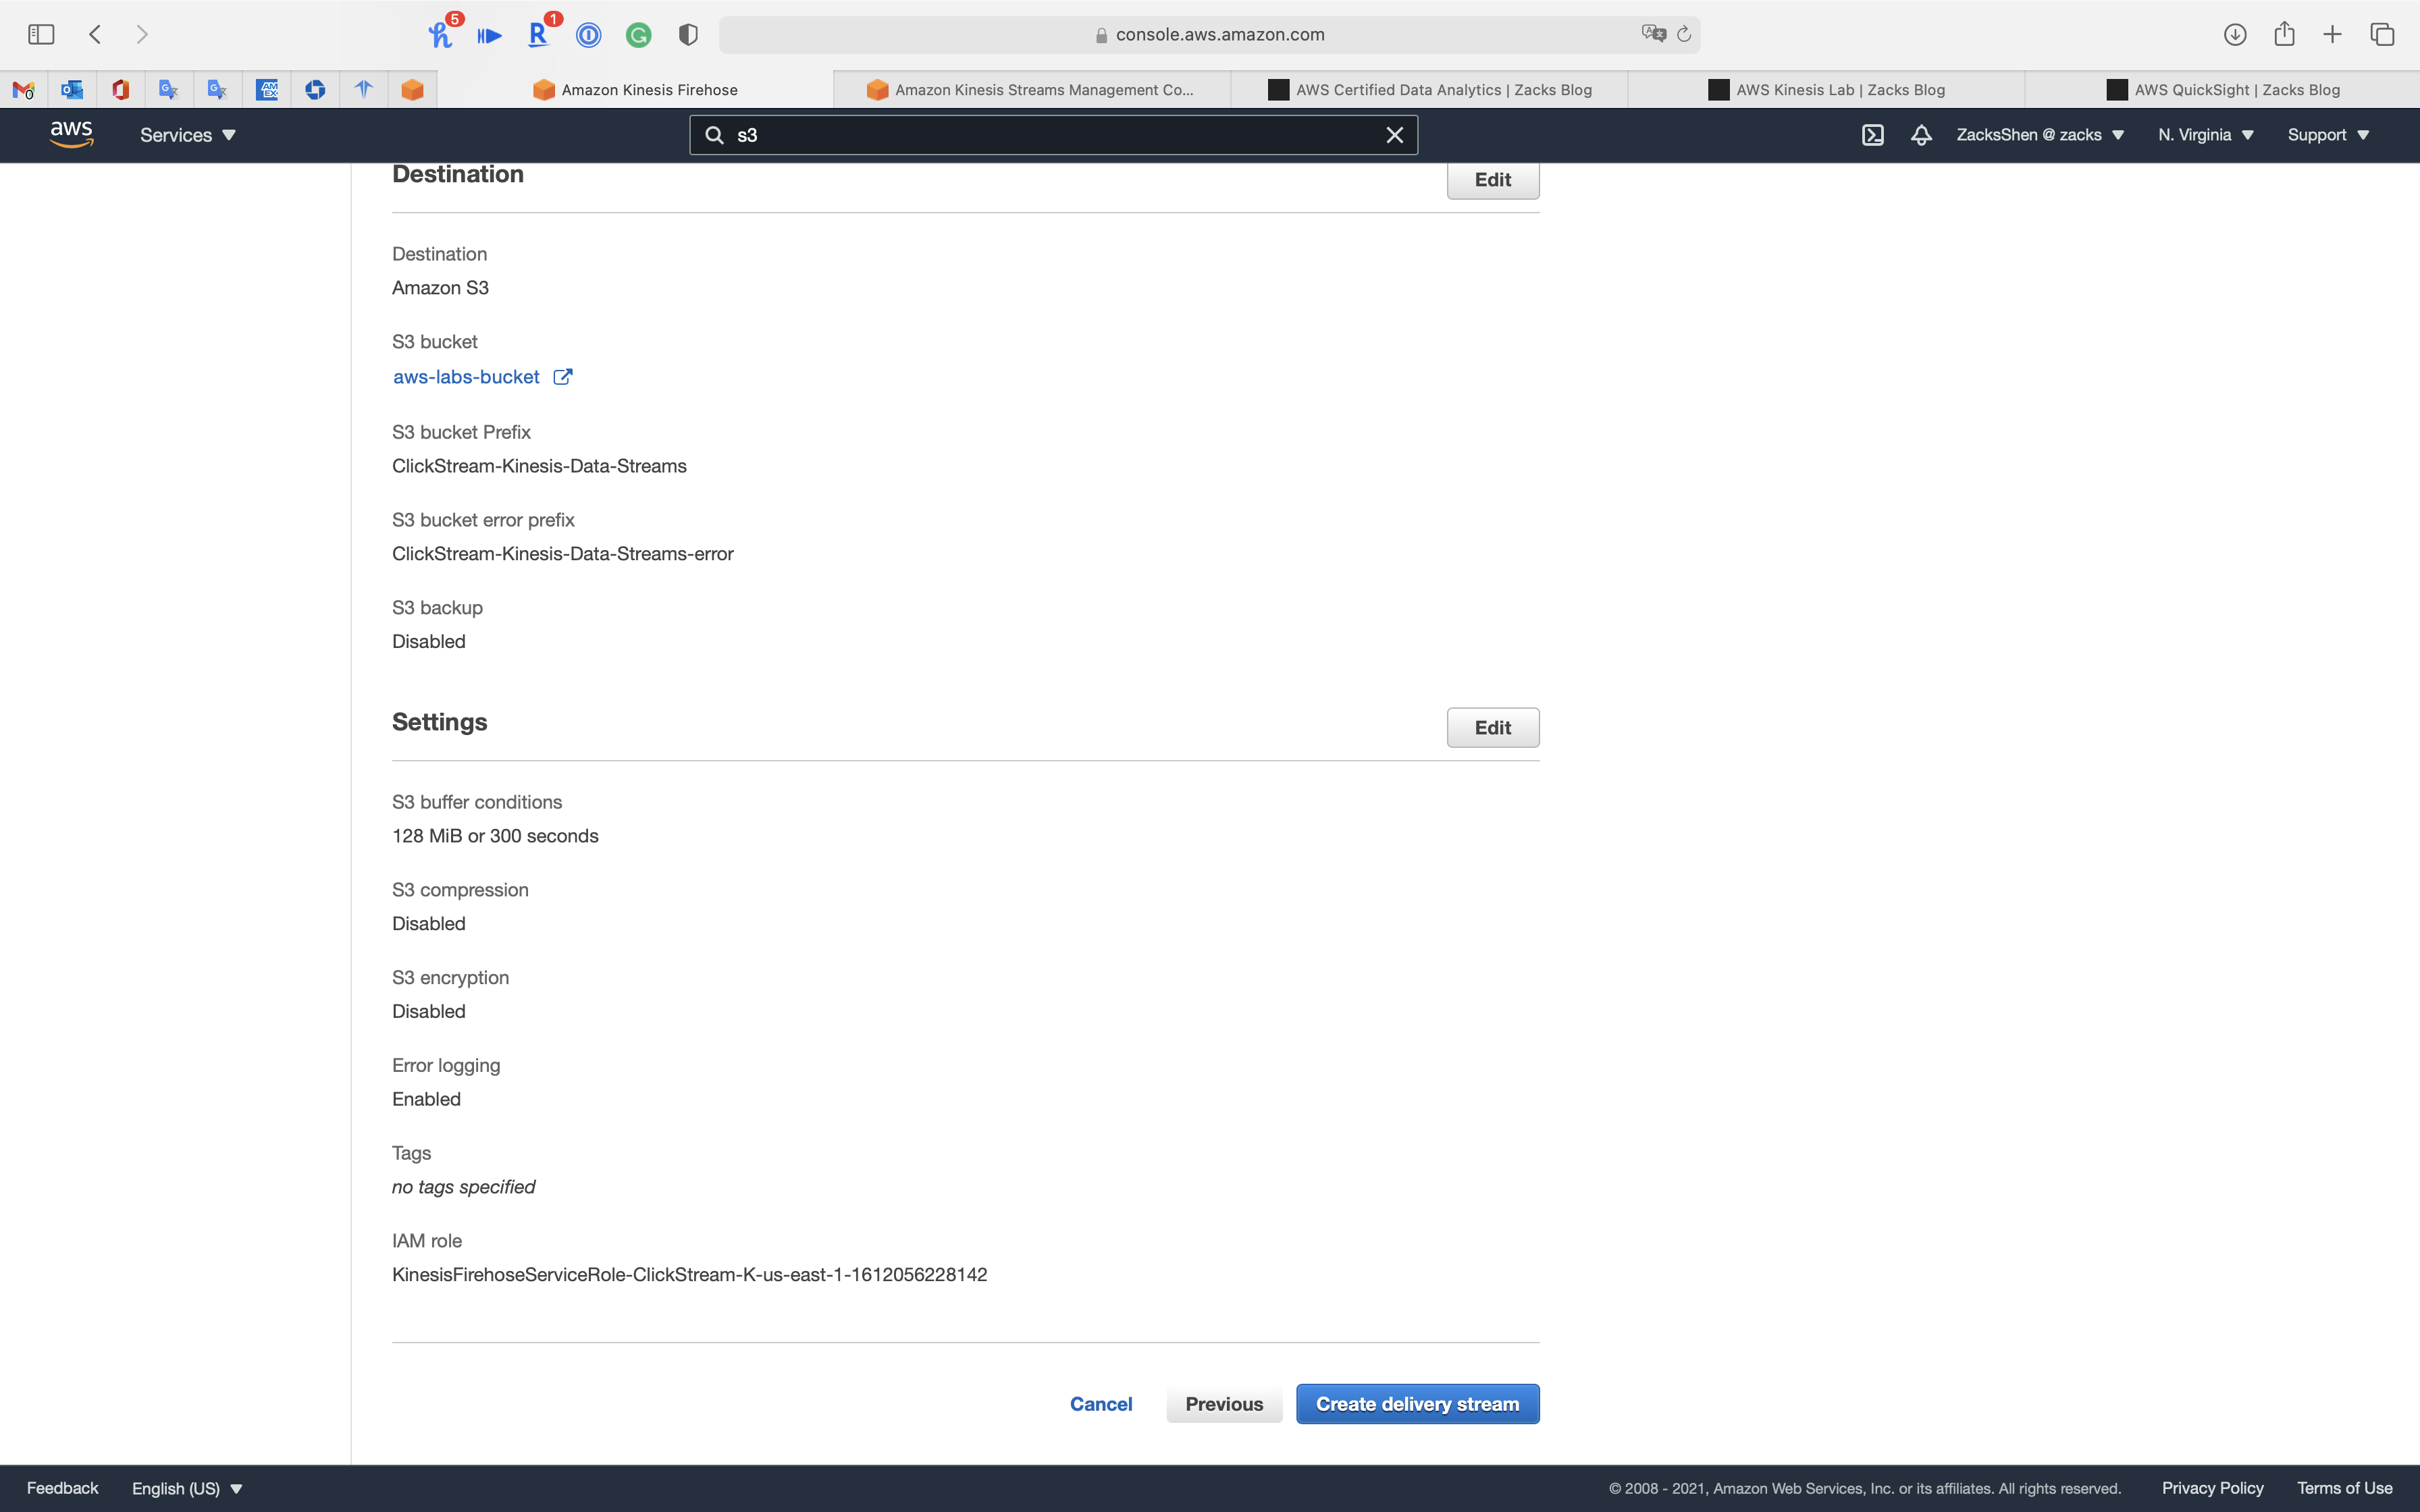 5
1
console.aws.amazon.com
0
AM
EX
Amazon Kinesis Firehose
Amazon Kinesis Streams Management Co...
AWS Certified Data Analytics | Zacks Blog
AWS Kinesis Lab | Zacks Blog
AWS QuickSight | Zacks Blog
aws
Services
s3
ZacksShen @ zacks
N. Virginia
Support
Destination
Edit
Destination
Amazon S3
S3 bucket
aws-labs-bucket
S3 bucket Prefix
ClickStream-Kinesis-Data-Streams
S3 bucket error prefix
ClickStream-Kinesis-Data-Streams-error
S3 backup
Disabled
Settings
Edit
S3 buffer conditions
128 MiB or 300 seconds
S3 compression
Disabled
S3 encryption
Disabled
Error logging
Enabled
Tags
no tags specified
IAM role
KinesisFirehoseServiceRole-ClickStream-K-us-east-1-1612056228142
Cancel
Previous
Create delivery stream
Feedback
English (US)
© 2008 - 2021, Amazon Web Services, Inc. or its affiliates. All rights reserved.
Privacy Policy
Terms of Use